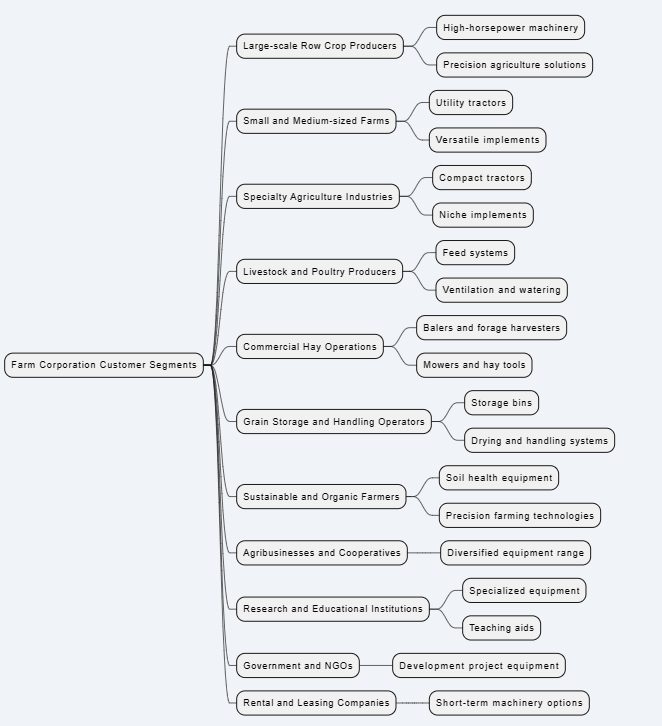 Farm Corporation Customer Segments
Large-scale Row Crop Producers
High-horsepower machinery
Precision agriculture solutions
Small and Medium-sized Farms
Utility tractors
Versatile implements
Specialty Agriculture Industries
Compact tractors
Niche implements
Livestock and Poultry Producers
Feed systems
Ventilation and watering
Commercial Hay Operations
Balers and forage harvesters
Mowers and hay tools
Grain Storage and Handling Operators
Storage bins
Drying and handling systems
Sustainable and Organic Farmers
Soil health equipment
Precision farming technologies
Agribusinesses and Cooperatives
Diversified equipment range
Research and Educational Institutions
Specialized equipment
Teaching aids
Government and NGOs
Development project equipment
Rental and Leasing Companies
Short-term machinery options